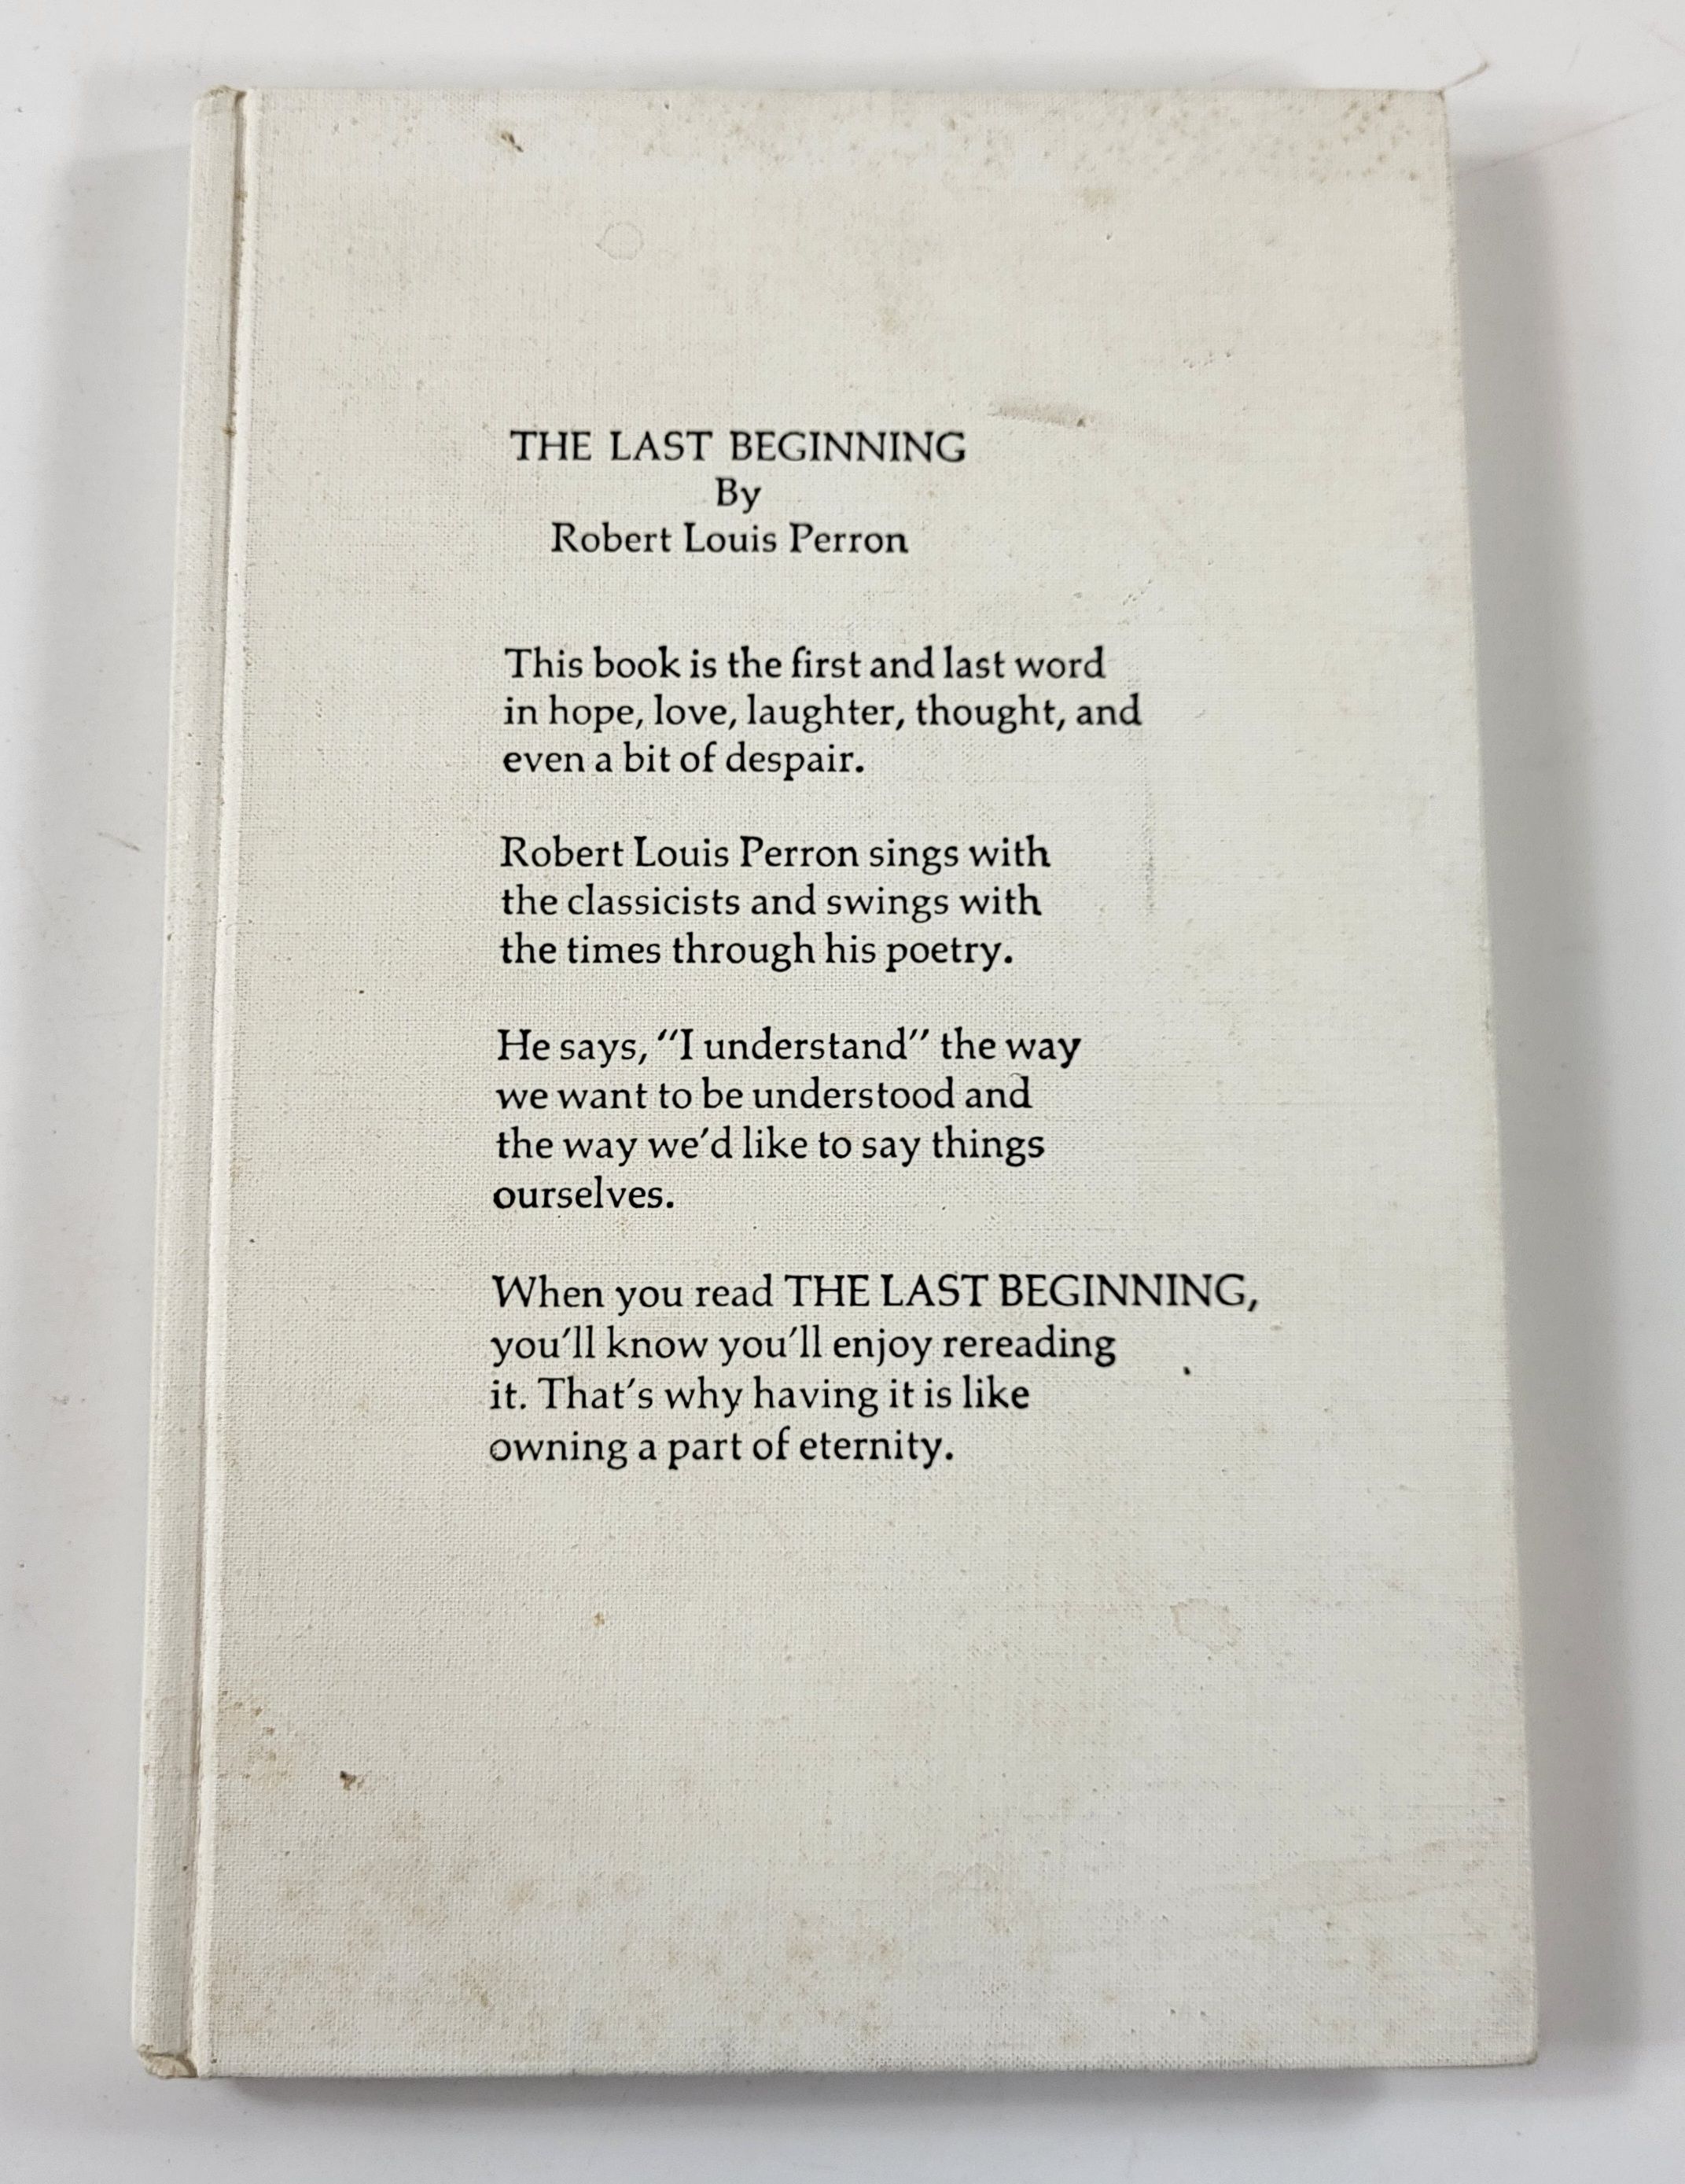 THE LAST BEGINNING
By
Robert Louis Perron
This book is the first and last word
in hope, love, laughter, thought, and
even a bit of despair.
Robert Louis Perron sings with
the classicists and swings with
the times through his poetry.
He says, "I understand" the way
we want to be understood and
the way we'd like to say things
ourselves.
When you read THE LAST BEGINNING,
you'll know you'll enjoy rereading
it. That's why having it is like
owning a part of eternity.